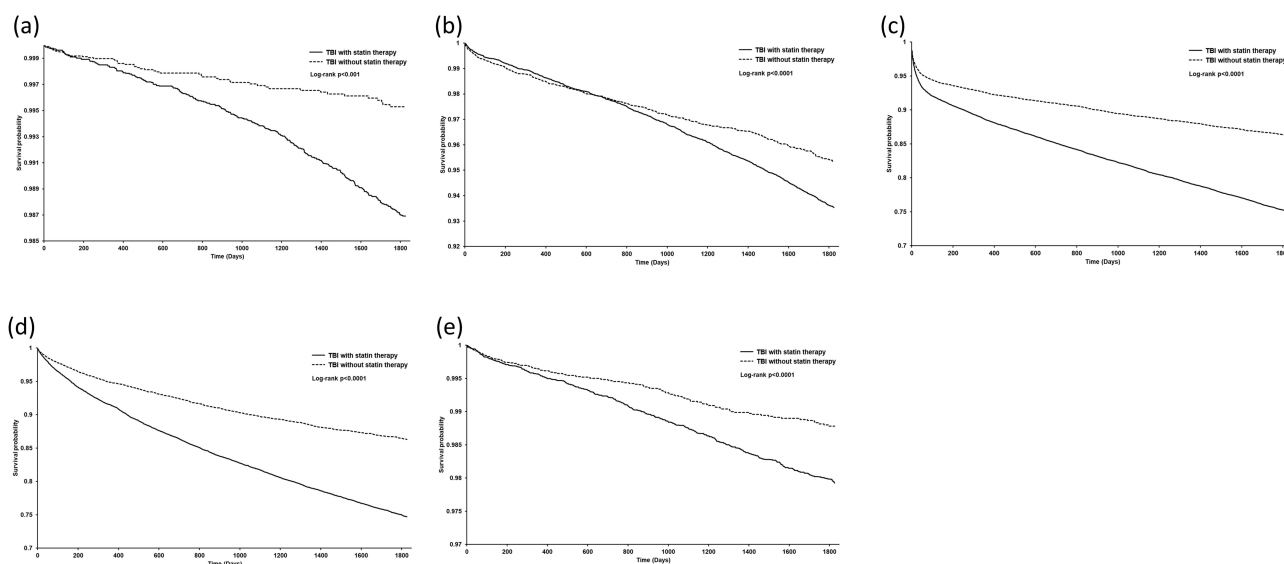 (a)
TBI with statin therapy
TBI without statin therapy
Log-rank p<0.001
Survival probability
0.999
0.997
0.995
0.993
0.991
0.989
0.987
0.985
0 200 400 600 800 1000 1200 1400 1600 1800
Time (Days)
(b)
TBI with statin therapy
TBI without statin therapy
Log-rank p<0.0001
Survival probability
1
0.99
0.98
0.97
0.96
0.95
0.94
0.93
0.92
0 200 400 600 800 1000 1200 1400 1600 1800
Time (Days)
(c)
TBI with statin therapy
TBI without statin therapy
Log-rank p<0.0001
Survival probability
1
0.95
0.9
0.85
0.8
0.75
0.7
0 200 400 600 800 1000 1200 1400 1600
Time (Days)
(d)
TBI with statin therapy
TBI without statin therapy
Log-rank p<0.0001
Survival probability
1
0.95
0.9
0.85
0.8
0.75
0.7
0 200 400 600 800 1000 1200 1400 1600 1800
Time (Days)
(e)
TBI with statin therapy
TBI without statin therapy
Log-rank p<0.0001
Survival probability
1
0.995
0.99
0.985
0.98
0.975
0.97
0 200 400 600 800 1000 1200 1400 1600 1800
Time (Days)